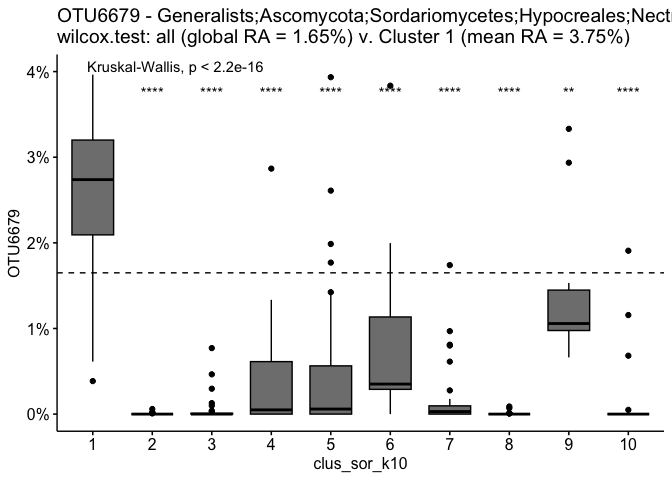 OTU6679 - Generalists;Ascomycota;Sordariomycetes;Hypocreales;Nect
wilcox.test: all (global RA = 1.65%) v. Cluster 1 (mean RA = 3.75%)
Kruskal-Wallis, p < 2.2e-16
**** **** **** **** **** **** **** ** ****
4%
3%
2%
1%
0%
OTU6679
1 2 3 4 5 6 7 8 9 10
clus_sor_k10